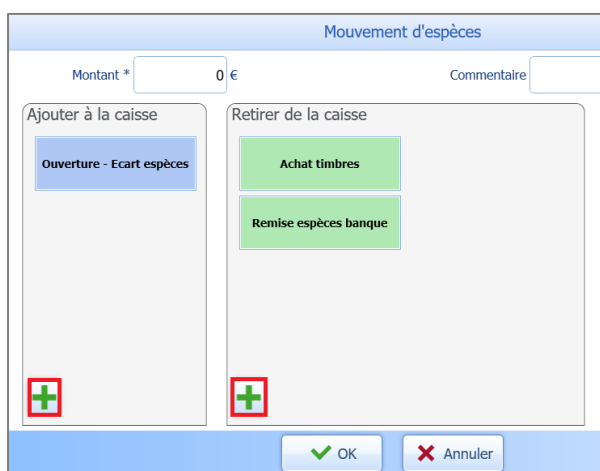 Mouvement d'espèces
Montant * 0 € Commentaire
Ajouter à la caisse Retirer de la caisse
Ouverture - Ecart espèces Achat timbres
Remise espèces banque
OK Annuler